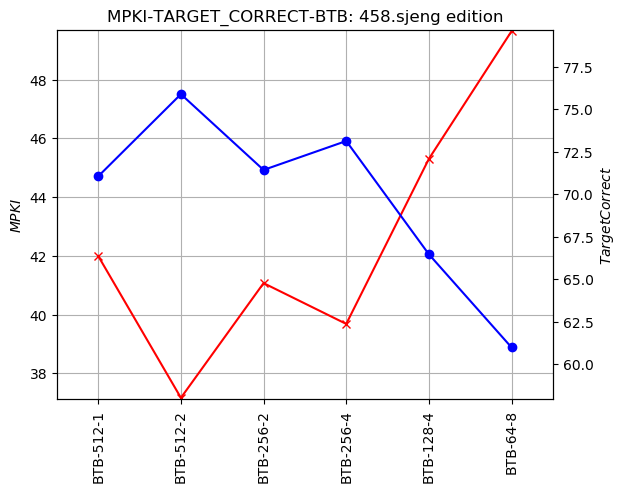 MPKI-TARGET_CORRECT-BTB: 458.sjeng edition
48
46
44
42
40
38
MPKI
77.5
75.0
72.5
70.0
67.5
65.0
62.5
60.0
TargetCorrect
BTB-512-1
BTB-512-2
BTB-256-2
BTB-256-4
BTB-128-4
BTB-64-8